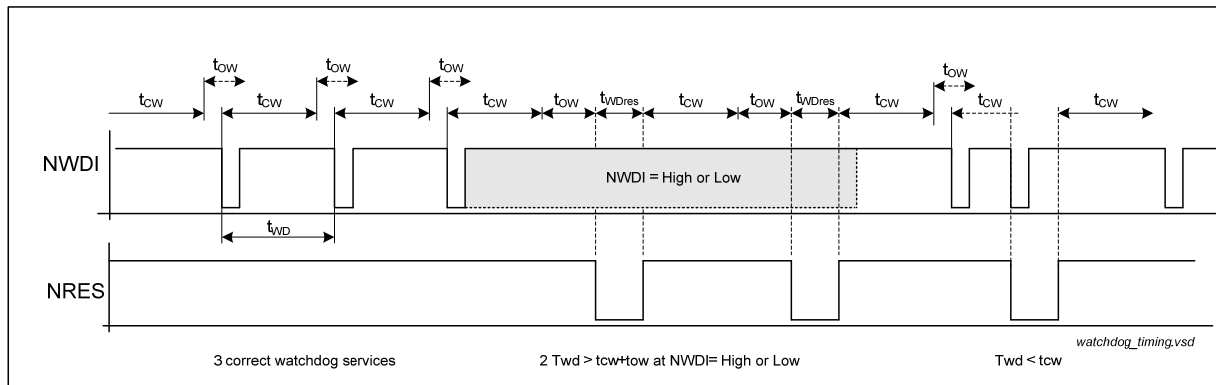 tOW tOW tOW tOW
tCW tCW tCW tCW tOW tWDres tCW tOW tWDres tCW tCW tCW
NWDI
NWDI = High or Low
tWD
NRES
watchdog_timing.vsd
3 correct watchdog services 2 Twd > tcw+tow at NWDI= High or Low Twd < tcw